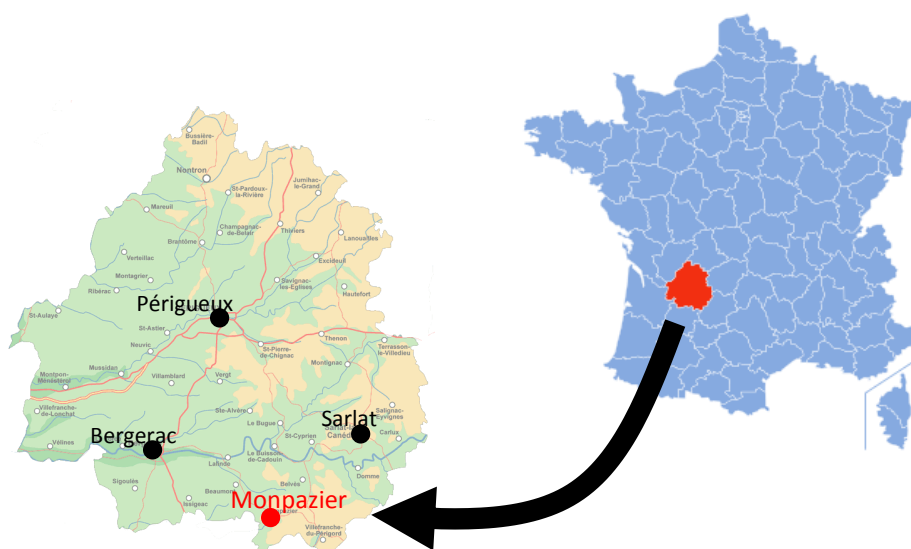 Bussière-
Badil
Nontron
St-Pardoux-
la-Rivière
Jumilhac-
le-Grand
Mareuil
Champagnac-
de-Belair
Thiviers
Lanouailles
Brantôme
Verteillac
Excideuil
Montagrier
Savignac-
les-Eglises
Ribérac
Hautefort
Périgueux
St-Aulaye
St-Astier
Thenon
Neuvic
St-Pierre-
de-Chignac
Terrasson-
le-Villedieu
Mussidan
Montignac
Montpon-
Ménestérol
Villamblard
Vergt
Villefranche-
de-Lonchat
Ste-Alvère
Salignac-
Eyvignes
Sarlat
Le Bugue
Bergerac
St-Cyprien
Carlux
Vélines
Le Buisson-
de-Cadouin
Lalinde
Domme
Sigoulès
Beaumont
Belvès
Monpazier
Issigeac
Villefranche-
du-Périgord